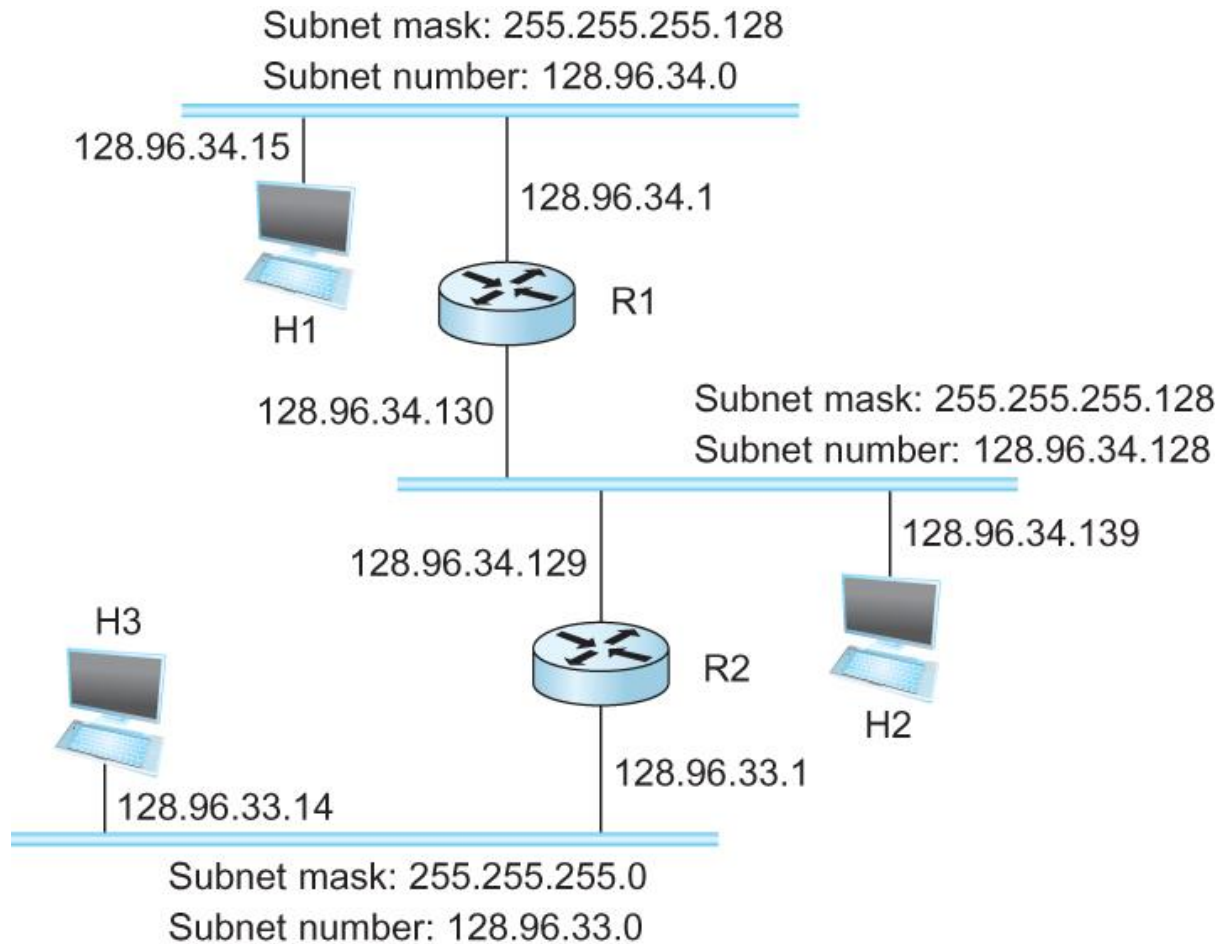 Subnet mask: 255.255.255.128
Subnet number: 128.96.34.0
128.96.34.15
128.96.34.1
H1
R1
128.96.34.130
Subnet mask: 255.255.255.128
Subnet number: 128.96.34.128
128.96.34.129
128.96.34.139
H3
R2
H2
128.96.33.1
128.96.33.14
Subnet mask: 255.255.255.0
Subnet number: 128.96.33.0